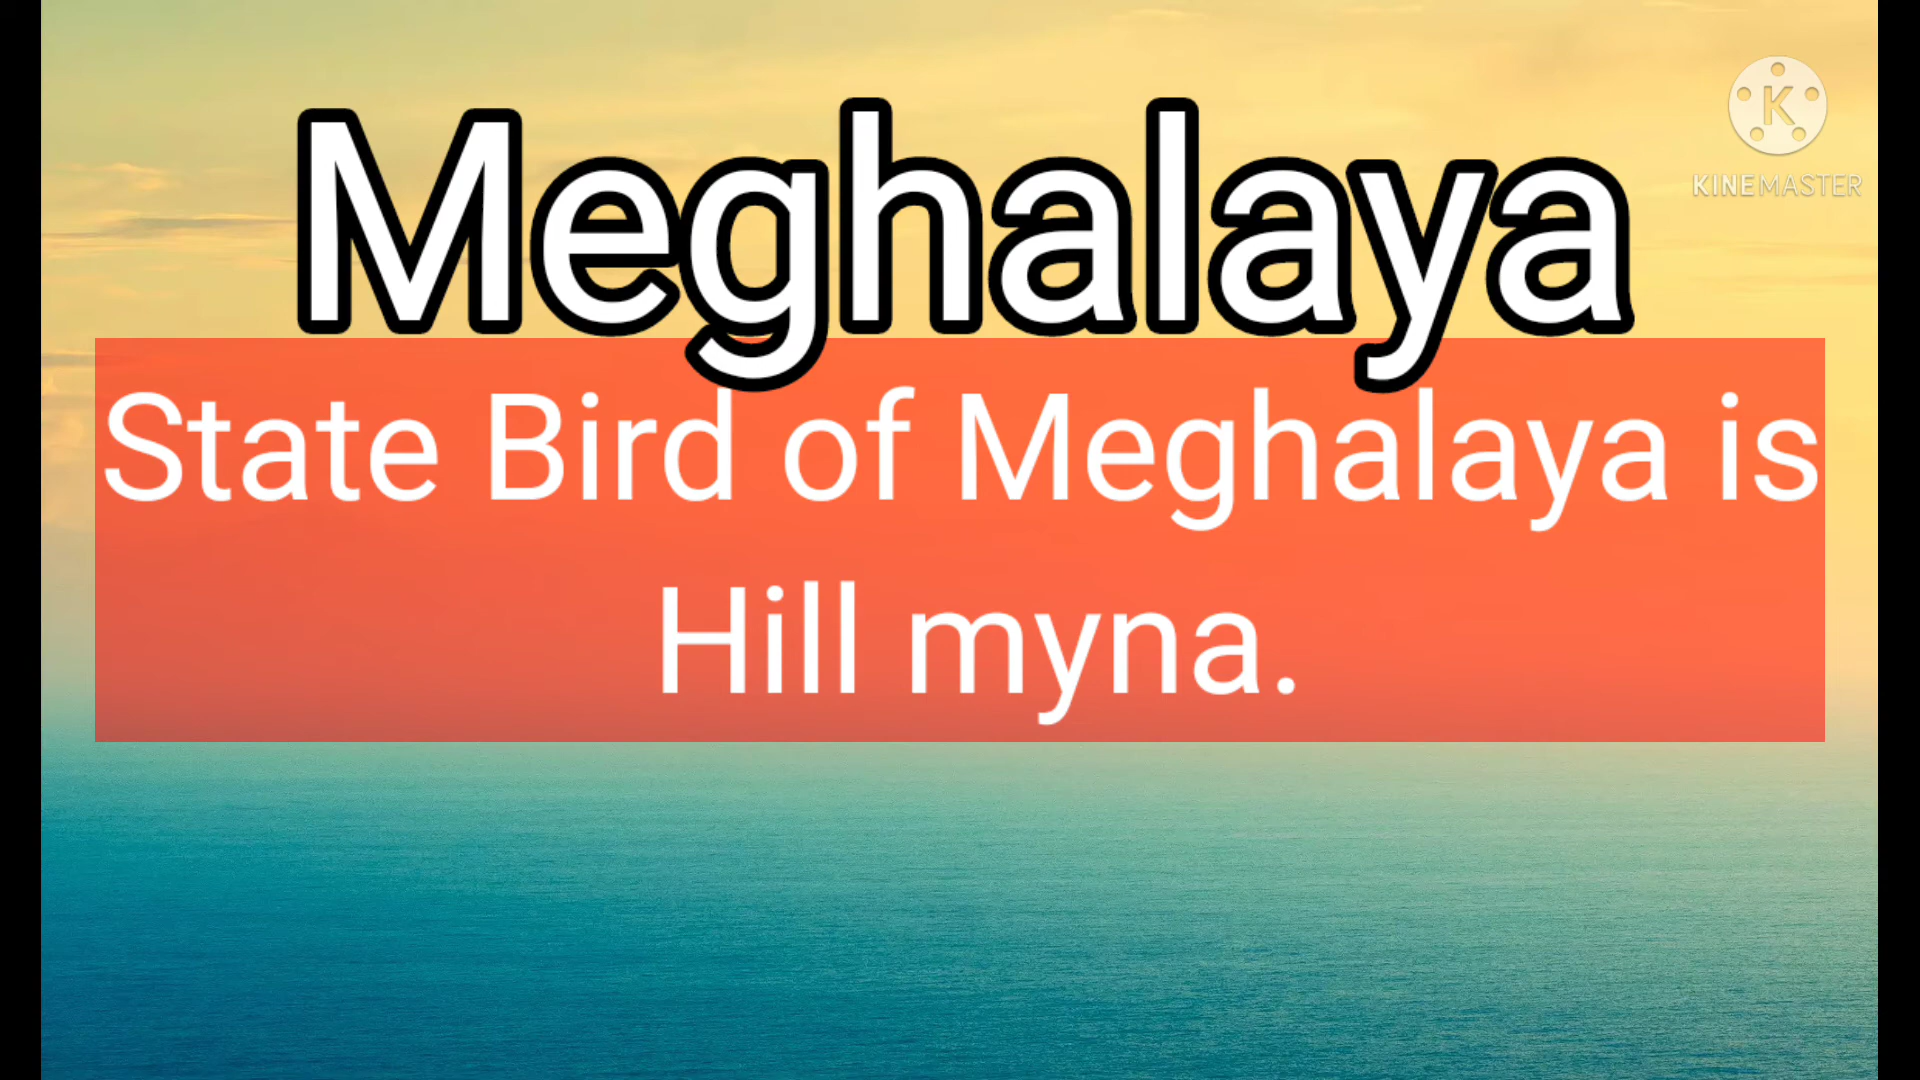 Meghalaya
K
KINEMASTER
State Bird of Meghalaya is
Hill myna.